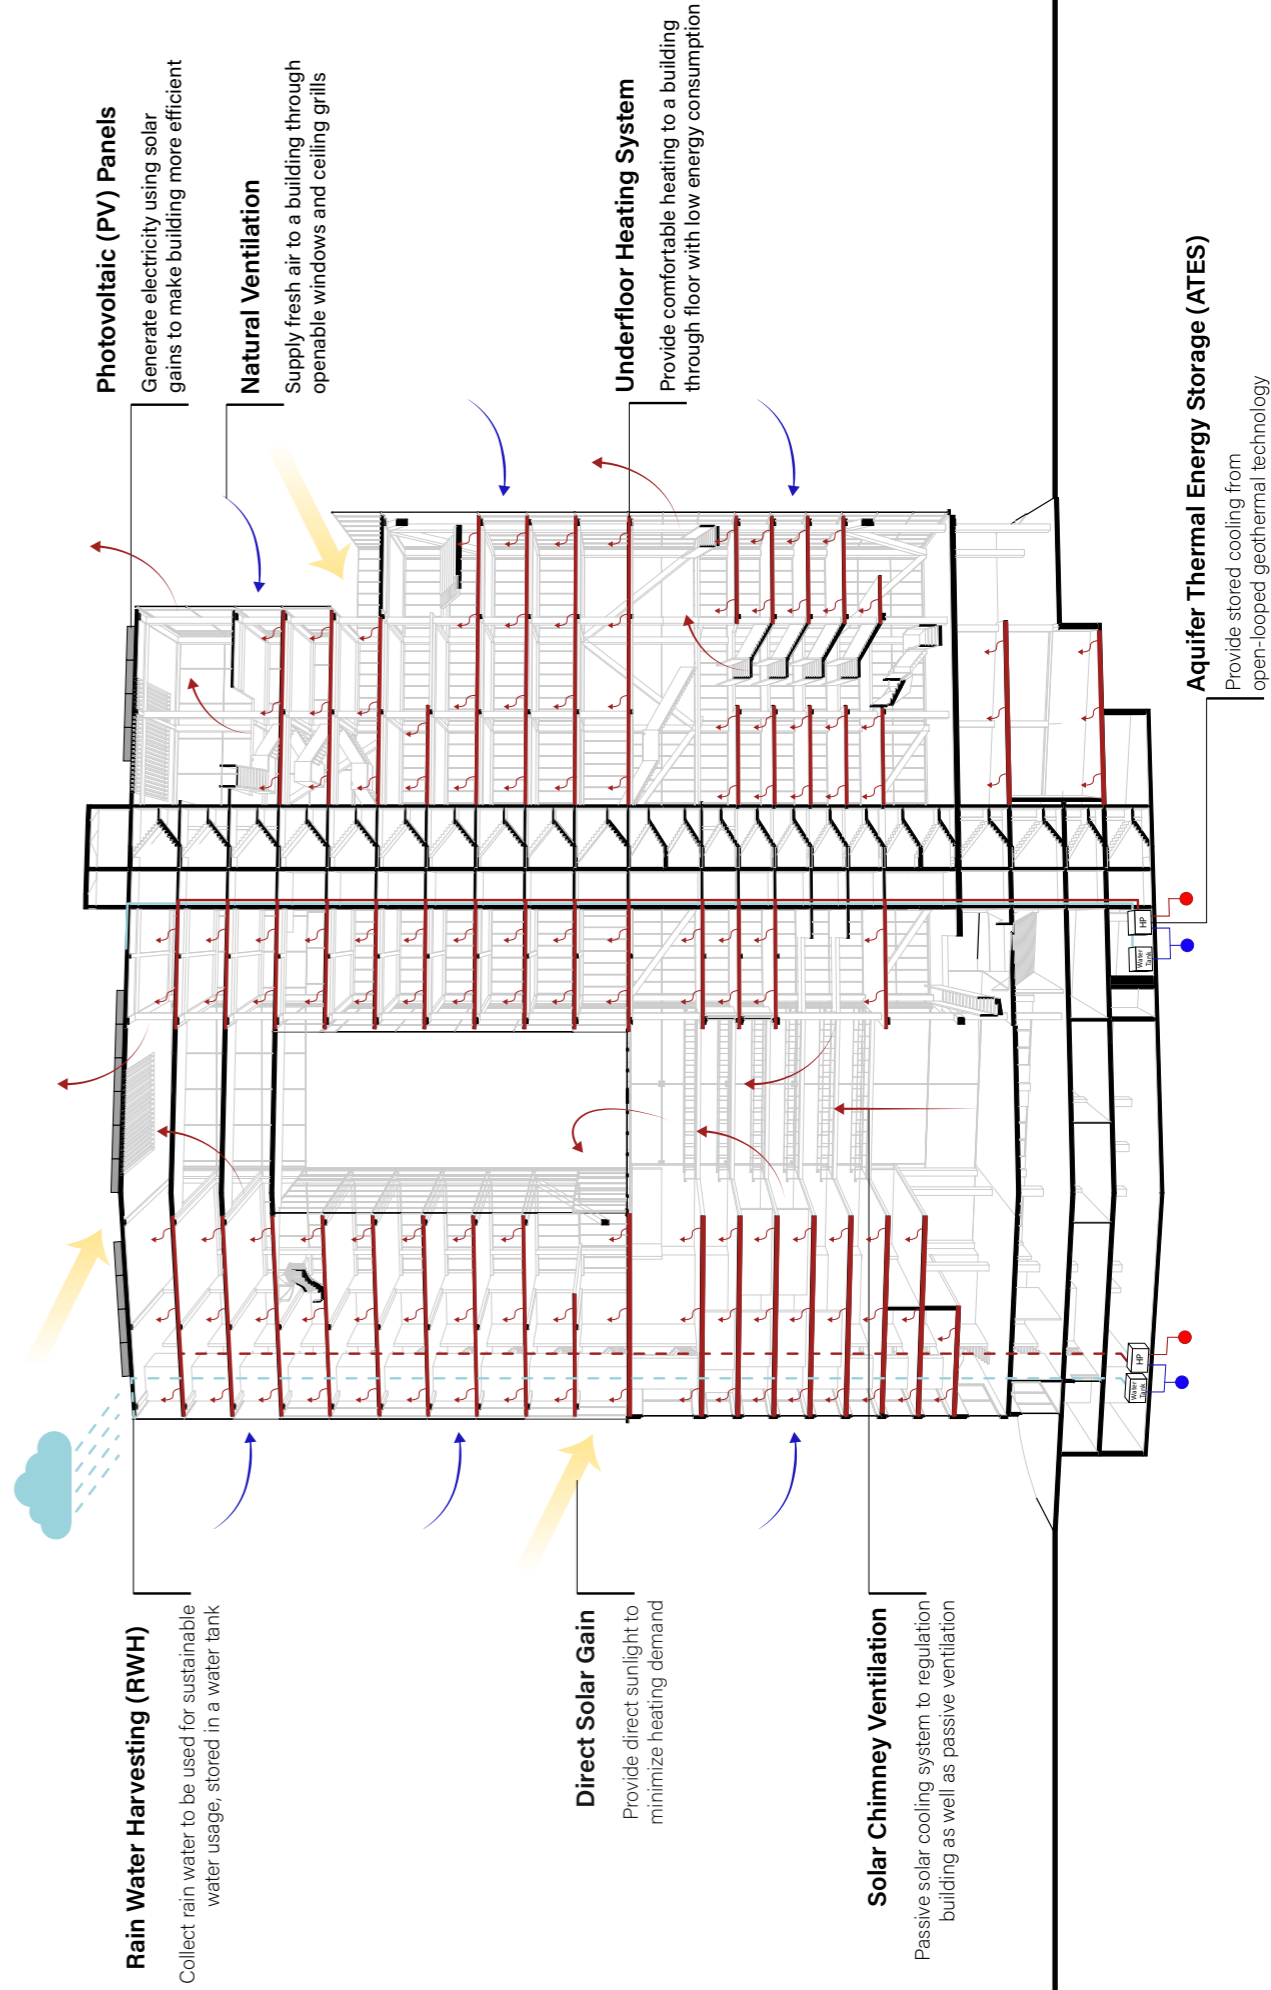 Rain Water Harvesting (RWH)
Collect rain water to be used for sustainable
water usage, stored in a water tank
Direct Solar Gain
Provide direct sunlight to
minimize heating demand
Solar Chimney Ventilation
Passive solar cooling system to regulation
building as well as passive ventilation
Photovoltaic (PV) Panels
Generate electricity using solar
gains to make building more efficient
Natural Ventilation
Supply fresh air to a building through
openable windows and ceiling grills
Underfloor Heating System
Provide comfortable heating to a building
through floor with low energy consumption
Aquifer Thermal Energy Storage (ATES)
Provide stored cooling from
open-looped geothermal technology
Water
Tank
HP
Water
Tank
HP